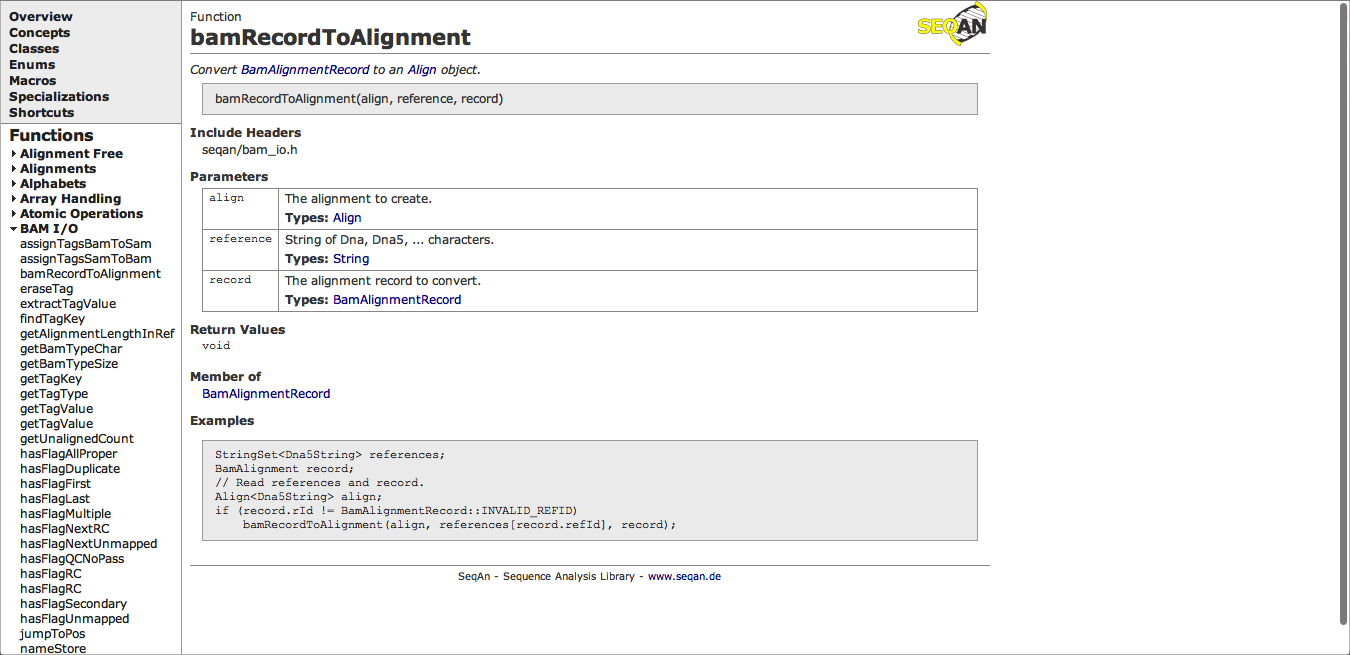 Overview
Concepts
Classes
Enums
Macros
Specializations
Shortcuts
Functions
Alignment Free
Alignments
Alphabets
Array Handling
Atomic Operations
BAM I/O
assignTagsBamToSam
assignTagsSamToBam
bamRecordToAlignment
eraseTag
extractTagValue
findTagKey
getAlignmentLengthInRef
getBamTypeChar
getBamTypeSize
getTagKey
getTagType
getTagValue
getTagValue
getUnalignedCount
hasFlagAllProper
hasFlagDuplicate
hasFlagFirst
hasFlagLast
hasFlagMultiple
hasFlagNextRC
hasFlagNextUnmapped
hasFlagQCNoPass
hasFlagRC
hasFlagRC
hasFlagSecondary
hasFlagUnmapped
jumpToPos
nameStore
Function
SEQAN
bamRecordToAlignment
Convert BamAlignmentRecord to an Align object.
bamRecordToAlignment(align, reference, record)
Include Headers
seqan/bam_io.h
Parameters
align The alignment to create.
Types: Align
reference String of Dna, Dna5, ... characters.
Types: String
record The alignment record to convert.
Types: BamAlignmentRecord
Return Values
void
Member of
BamAlignmentRecord
Examples
StringSet<Dna5String> references;
BamAlignment record;
// Read references and record.
Align<Dna5String> align;
if (record.rId != BamAlignmentRecord::INVALID_REFID)
    bamRecordToAlignment(align, references[record.refId], record);
SeqAn - Sequence Analysis Library - www.seqan.de